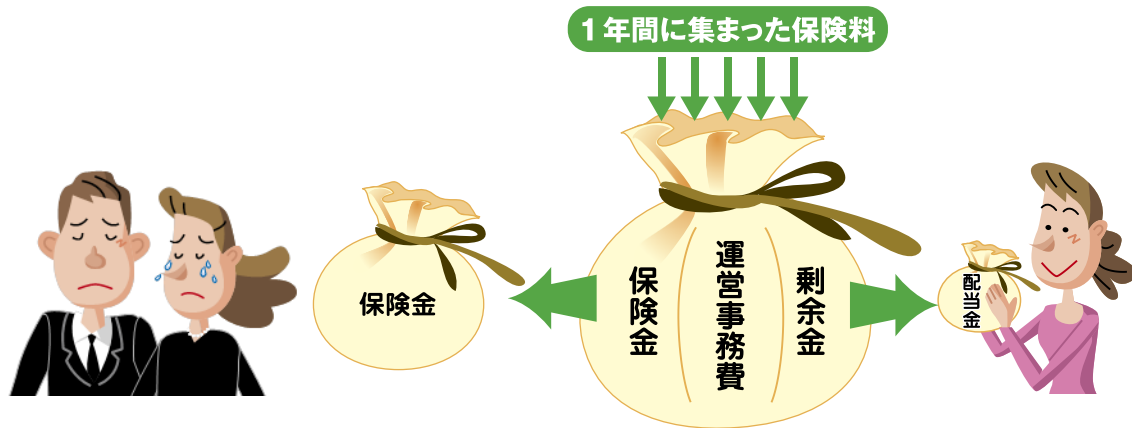 1年間に集まった保険料
保険金
保険金
運営事務費
剰余金
配当金